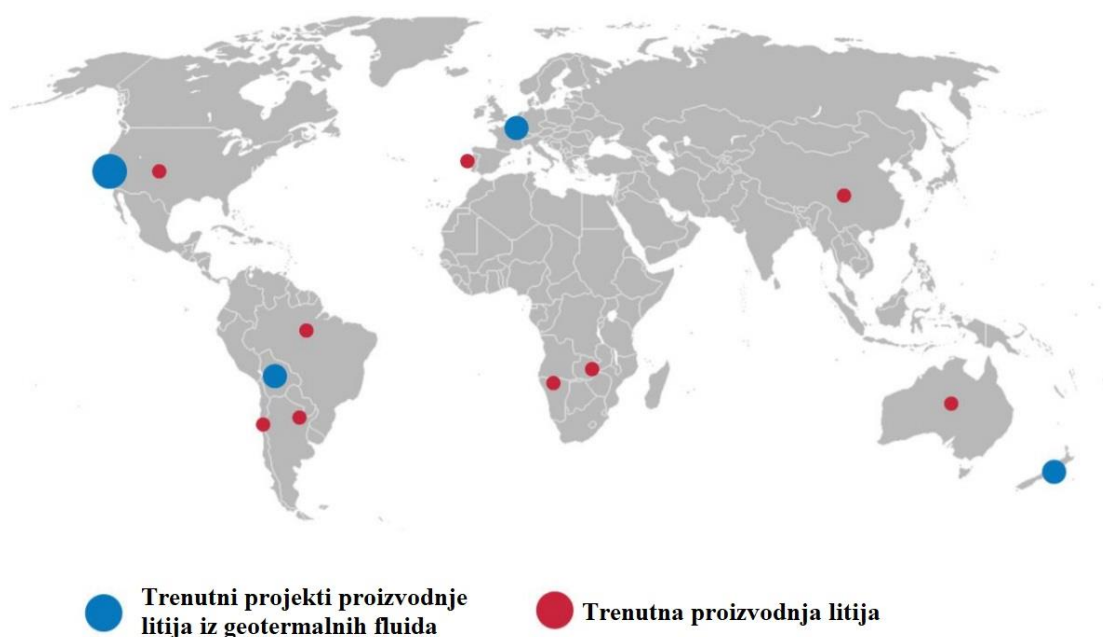 Trenutni projekti proizvodnje
litija iz geotermalnih fluida
Trenutna proizvodnja litija